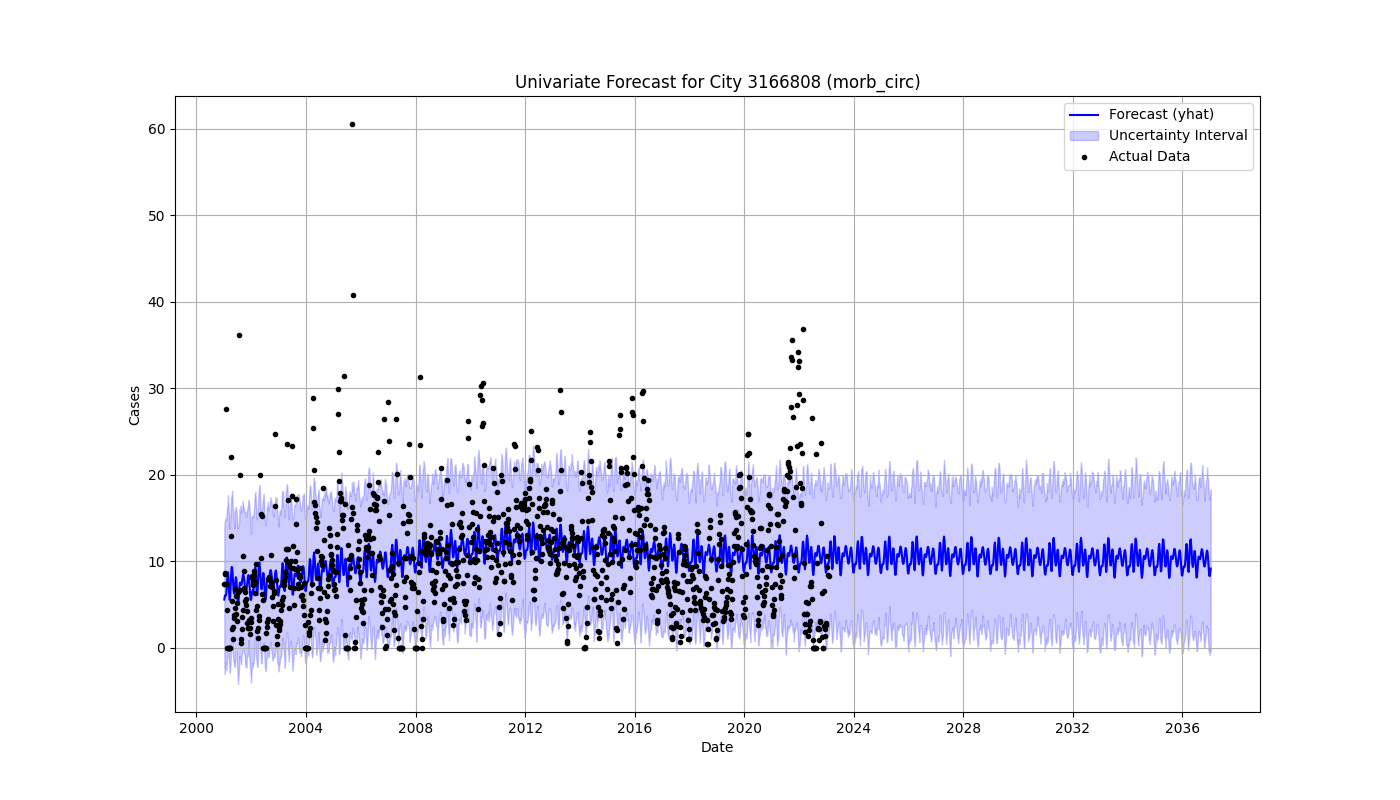 Univariate Forecast for City 3166808 (morb_circ)
Forecast (yhat)
Uncertainty Interval
Actual Data
60
50
40
30
20
10
0
Cases
2000 2004 2008 2012 2016 2020 2024 2028 2032 2036
Date